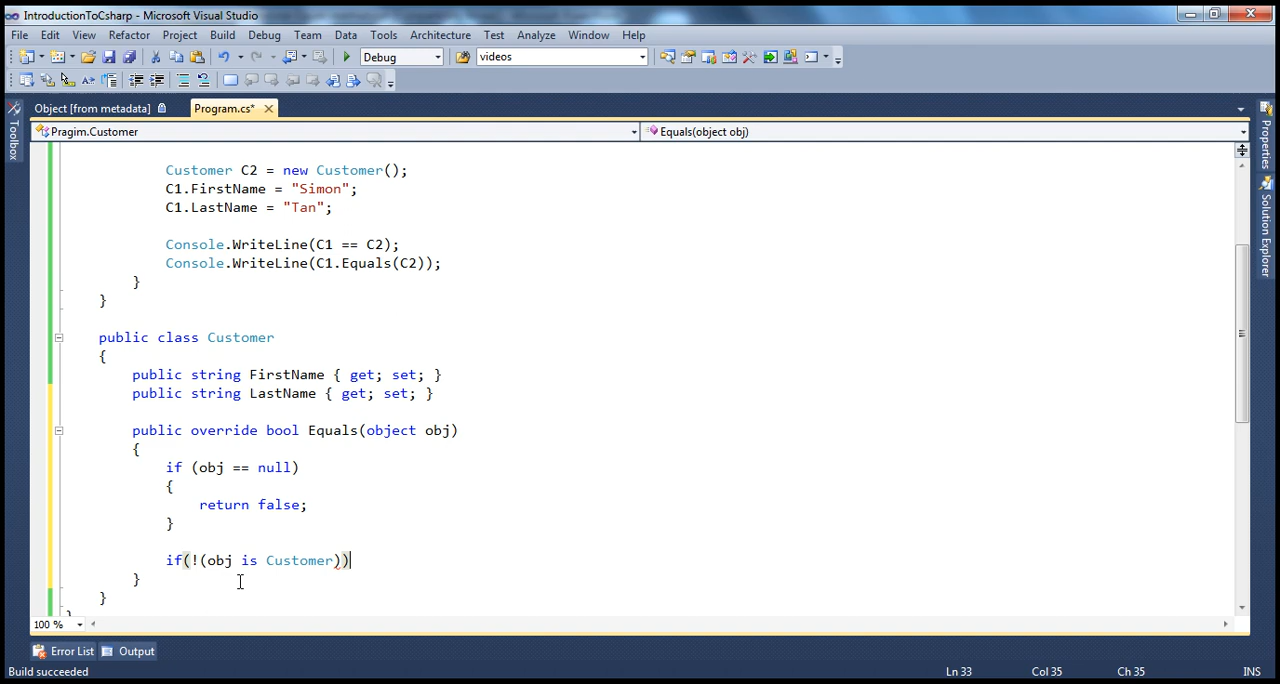 IntroductionToCsharp - Microsoft Visual Studio
File Edit View Refactor Project Build Debug Team Data Tools Architecture Test Analyze Window Help
Debug videos
Object [from metadata] Program.cs*
Pragim.Customer Equals(object obj)
Toolbox
Properties
Solution Explorer
Customer C2 = new Customer();
C1.FirstName = "Simon";
C1.LastName = "Tan";
Console.WriteLine(C1 == C2);
Console.WriteLine(C1.Equals(C2));
}
}
public class Customer
{
public string FirstName { get; set; }
public string LastName { get; set; }
public override bool Equals(object obj)
{
if (obj == null)
{
return false;
}
if(!(obj is Customer))
}
}
100 %
Error List Output
Build succeeded Ln 33 Col 35 Ch 35 INS